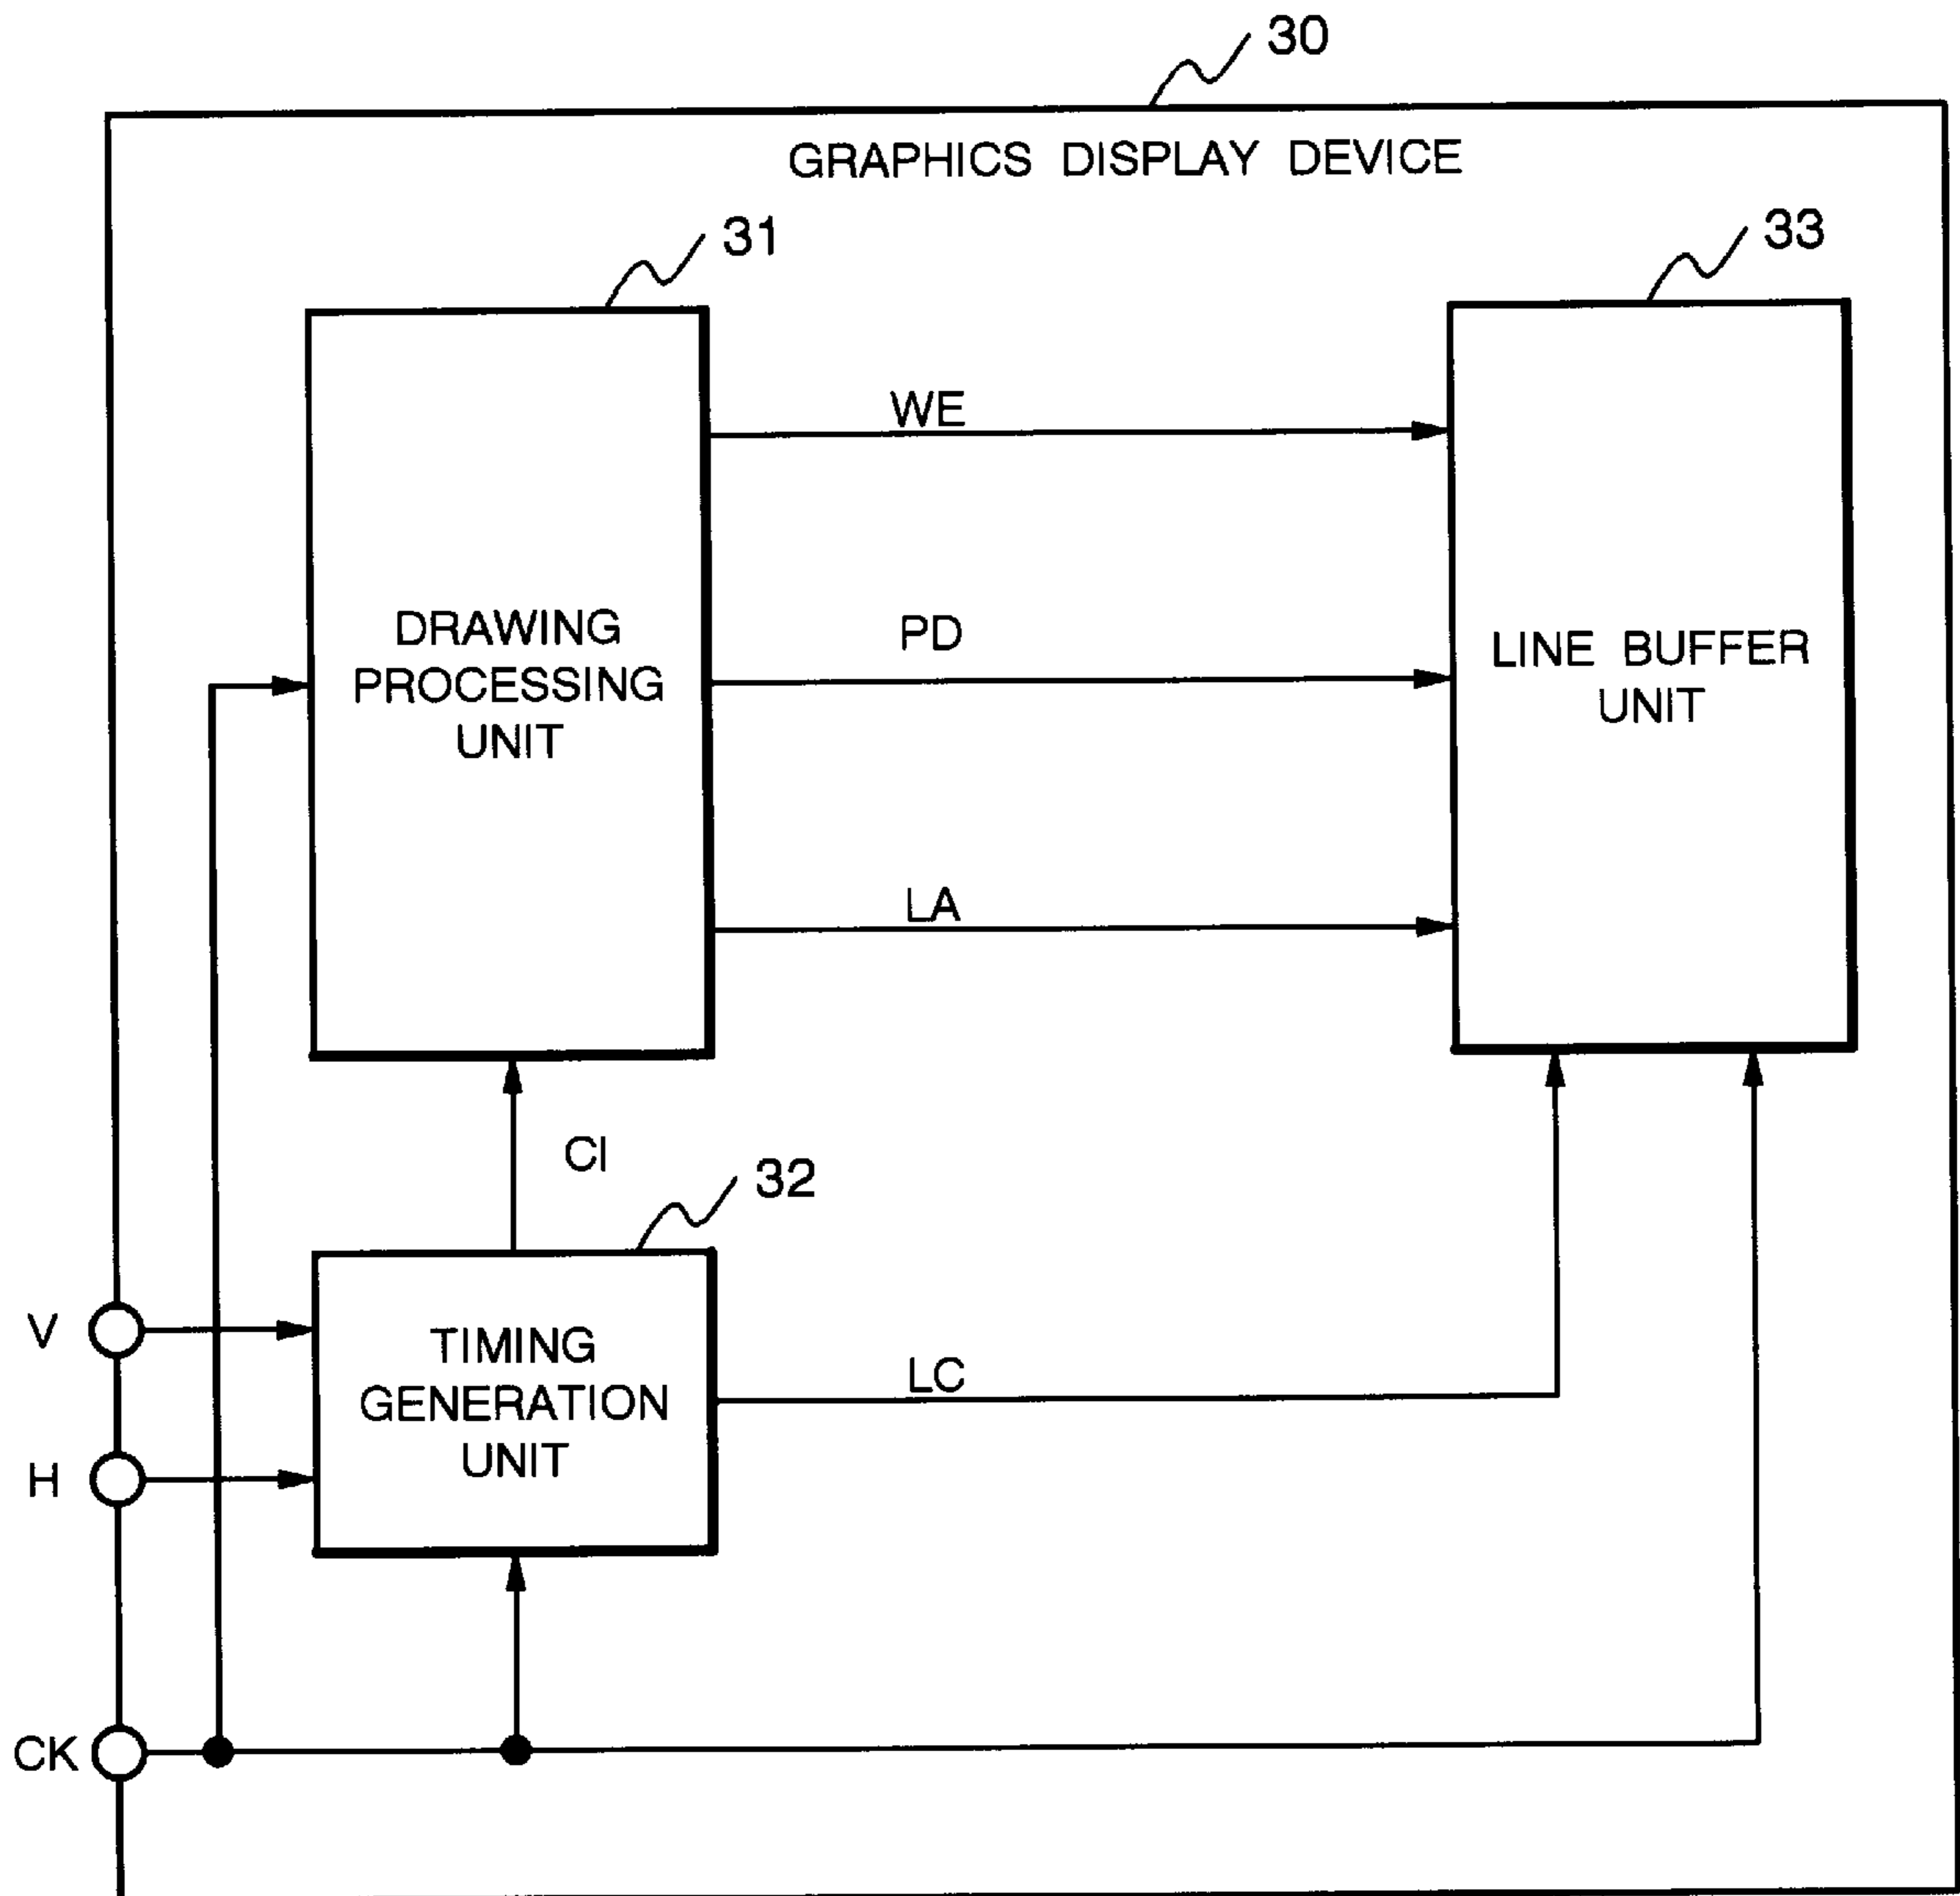 30
GRAPHICS DISPLAY DEVICE
31
33
WE
DRAWING
PROCESSING
UNIT
PD
LINE BUFFER
UNIT
LA
CI
32
V
TIMING
GENERATION
UNIT
LC
H
CK